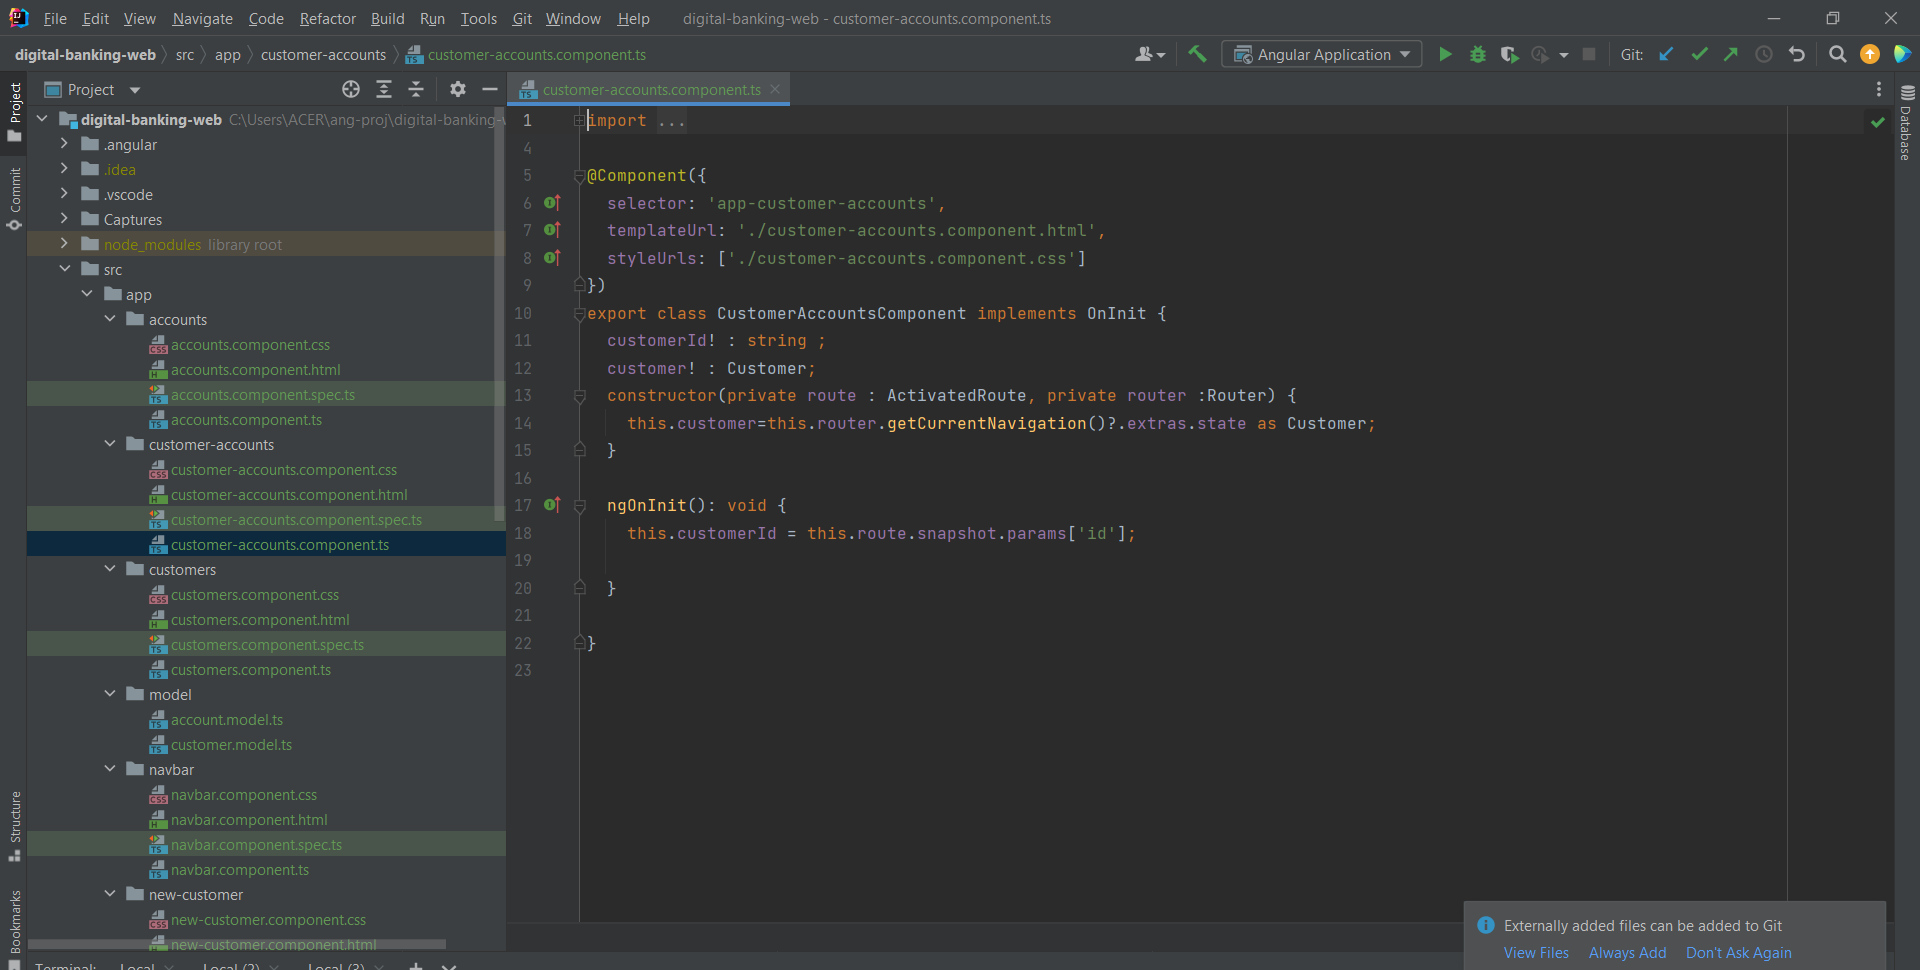 File Edit View Navigate Code Refactor Build Run Tools Git Window Help digital-banking-web - customer-accounts.component.ts
digital-banking-web src app customer-accounts customer-accounts.component.ts Angular Application Git:
Project
Commit
Structure
Bookmarks
Project
digital-banking-web C:\Users\ACER\ang-proj\digital-banking-
.angular
.idea
.vscode
Captures
node_modules library root
src
app
accounts
accounts.component.css
accounts.component.html
accounts.component.spec.ts
accounts.component.ts
customer-accounts
customer-accounts.component.css
customer-accounts.component.html
customer-accounts.component.spec.ts
customer-accounts.component.ts
customers
customers.component.css
customers.component.html
customers.component.spec.ts
customers.component.ts
model
account.model.ts
customer.model.ts
navbar
navbar.component.css
navbar.component.html
navbar.component.spec.ts
navbar.component.ts
new-customer
new-customer.component.css
new-customer.component.html
customer-accounts.component.ts
1 import ...
4
5 @Component({
6 selector: 'app-customer-accounts',
7 templateUrl: './customer-accounts.component.html',
8 styleUrls: ['./customer-accounts.component.css']
9 })
10 export class CustomerAccountsComponent implements OnInit {
11 customerId! : string ;
12 customer! : Customer;
13 constructor(private route : ActivatedRoute, private router :Router) {
14 this.customer=this.router.getCurrentNavigation()?.extras.state as Customer;
15 }
16
17 ngOnInit(): void {
18 this.customerId = this.route.snapshot.params['id'];
19
20 }
21
22 }
23
Database
Externally added files can be added to Git
View Files Always Add Don't Ask Again
Terminal: Local Local (2) Local (3)